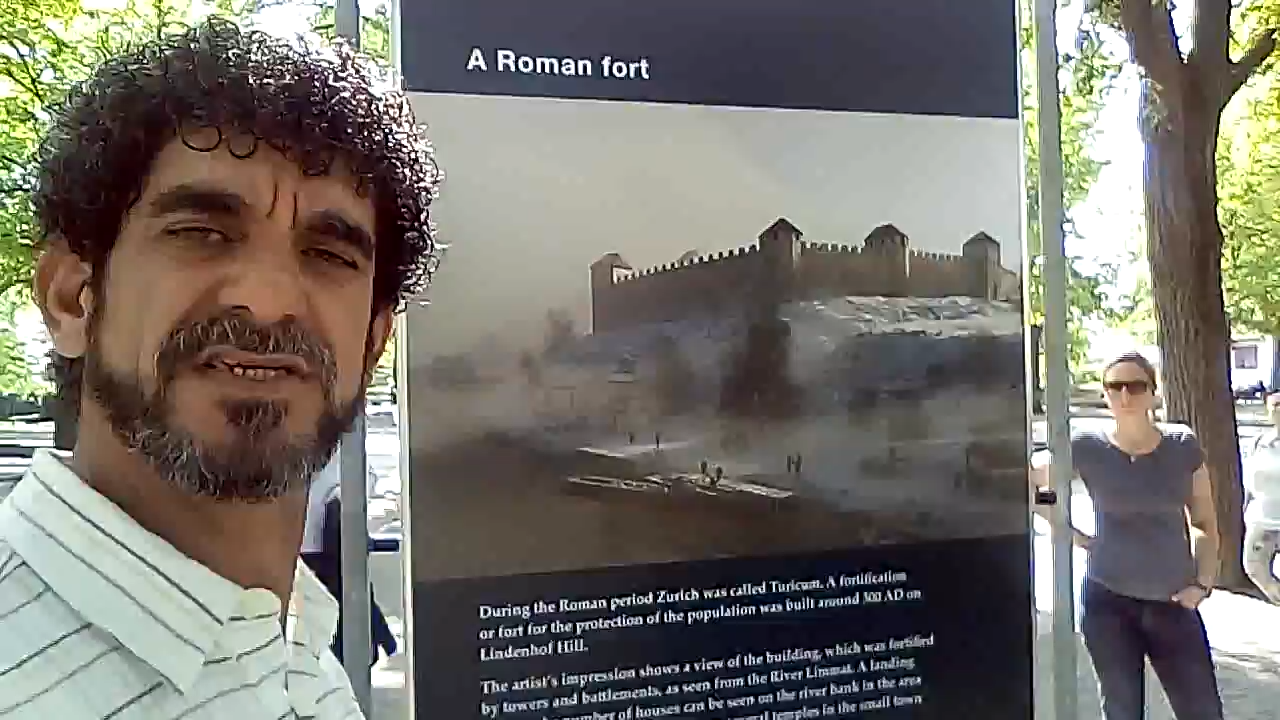 A Roman fort
During the Roman period Zurich was called Turicum. A fortification
or fort for the protection of the population was built around 300 AD on
Lindenhof Hill.
The artist's impression shows a view of the building, which was fortified
by towers and battlements, as seen from the River Limmat. A landing
number of houses can be seen on the river bank in the area
temples in the small town